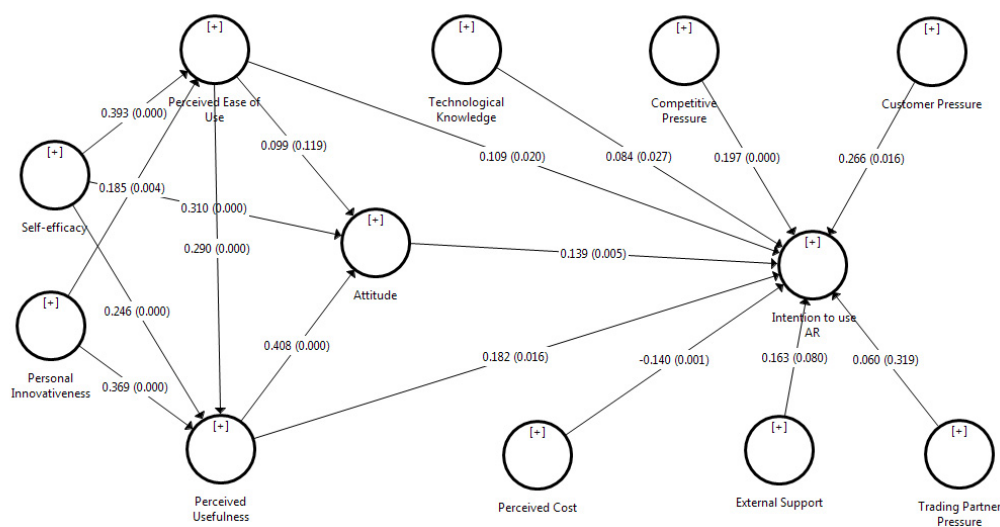 [+]
[+]
[+]
[+]
Perceived Ease of
Use
Technological
Knowledge
Competitive
Pressure
Customer Pressure
0.393 (0.000)
0.099 (0.119)
0.109 (0.020)
0.084 (0.027)
0.197 (0.000)
0.266 (0.016)
[+]
0.185 (0.004)
0.310 (0.000)
Self-efficacy
[+]
Attitude
0.290 (0.000)
0.139 (0.005)
[+]
Intention to use
AR
[+]
0.246 (0.000)
0.408 (0.000)
0.182 (0.016)
-0.140 (0.001)
0.163 (0.080)
0.060 (0.319)
Personal
Innovativeness
0.369 (0.000)
[+]
[+]
[+]
[+]
Perceived
Usefulness
Perceived Cost
External Support
Trading Partner
Pressure